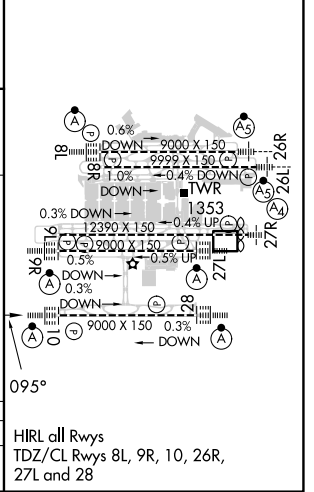 A
P
0.6%
DOWN
9000 X 150
A5
8L
8R
P
9999 X 150
P
26R
26L
1.0%
DOWN
0.4% DOWN
P
A5
A4
TWR
1353
0.3% DOWN
0.4% UP
P
9L
12390 X 150
27R
9R
P
P
9000 X 150
P
27L
0.5%
DOWN
0.5% UP
A
A
0.3%
DOWN
P
28
10
P
9000 X 150
0.3%
DOWN
A
A
095°
HIRL all Rwys
TDZ/CL Rwys 8L, 9R, 10, 26R,
27L and 28